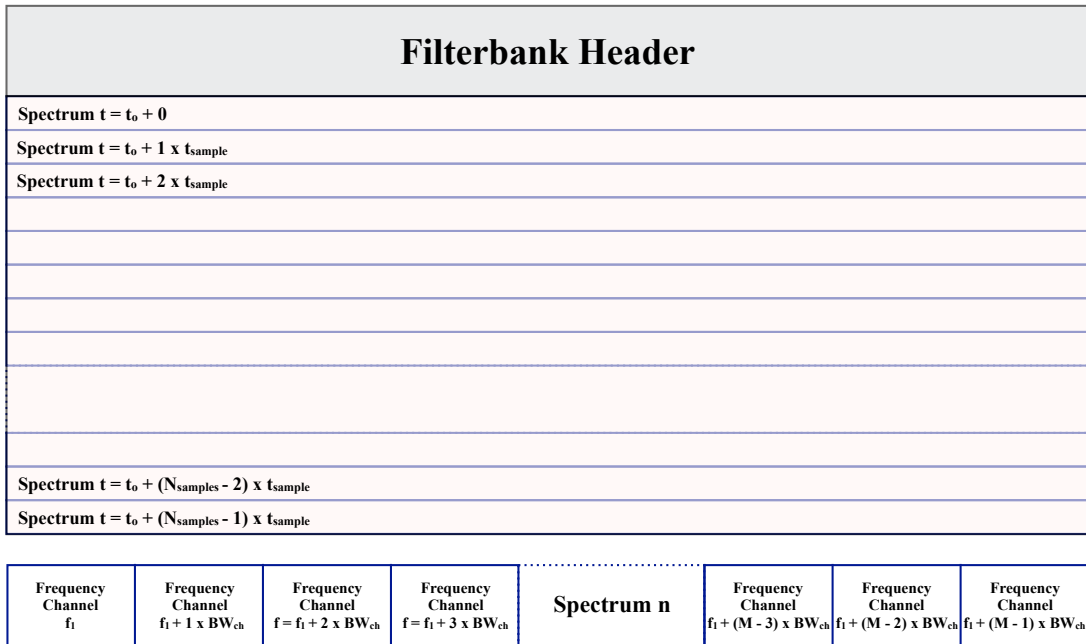 Filterbank Header
Spectrum t = tₒ + 0
Spectrum t = tₒ + 1 x tsample
Spectrum t = tₒ + 2 x tsample
Spectrum t = tₒ + (Nsamples - 2) x tsample
Spectrum t = tₒ + (Nsamples - 1) x tsample
Frequency
Channel
f₁
Frequency
Channel
f₁ + 1 x BWch
Frequency
Channel
f = f₁ + 2 x BWch
Frequency
Channel
f = f₁ + 3 x BWch
Spectrum n
Frequency
Channel
f₁ + (M - 3) x BWch
Frequency
Channel
f₁ + (M - 2) x BWch
Frequency
Channel
f₁ + (M - 1) x BWch